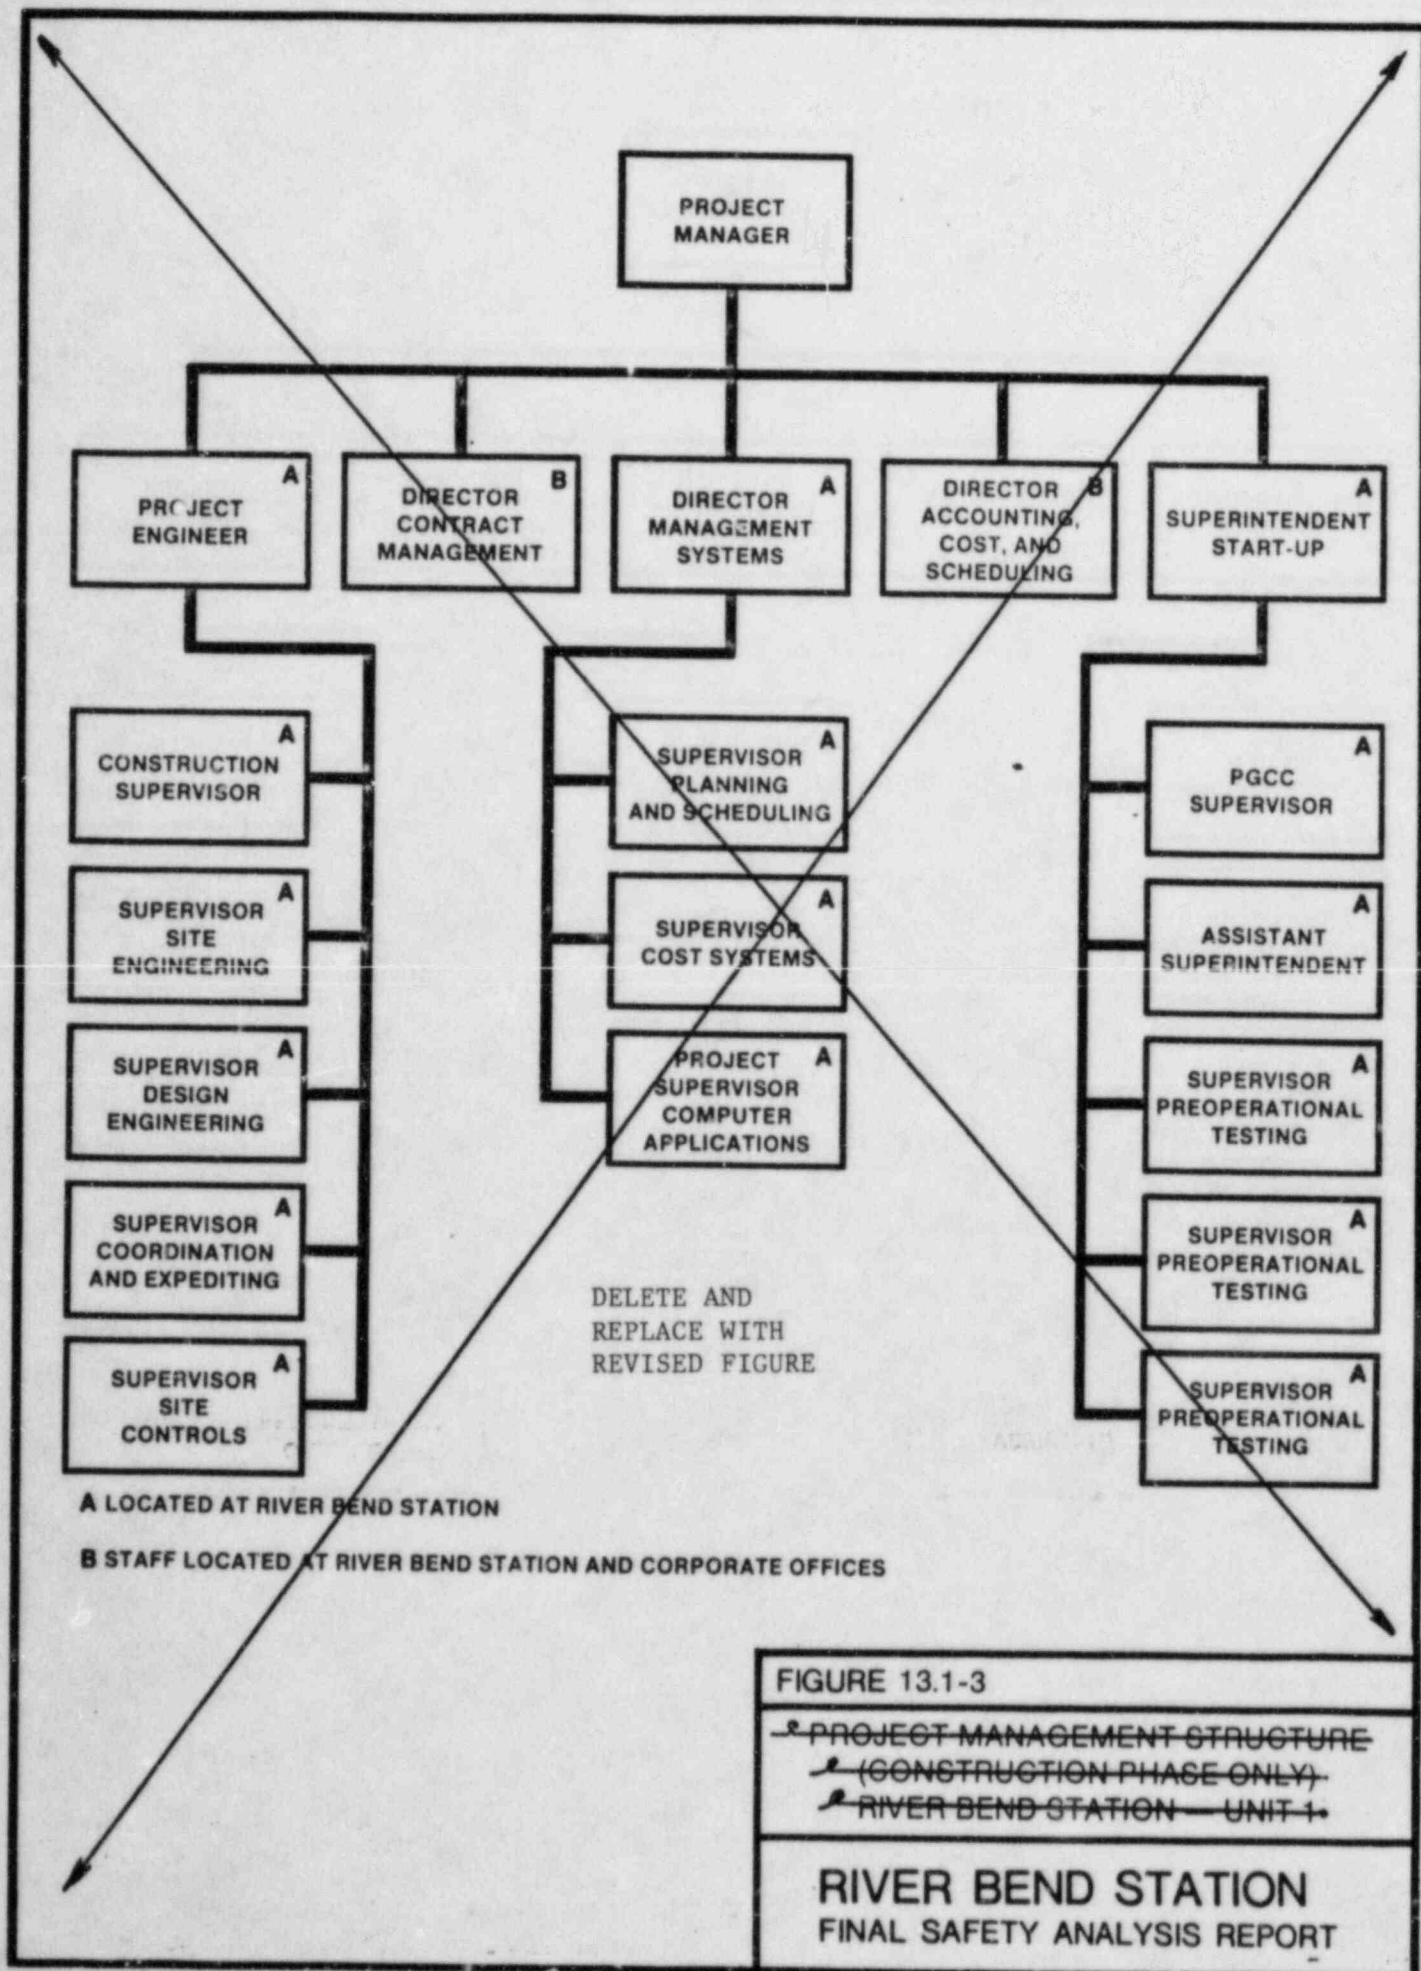 PROJECT
MANAGER
A
PROJECT
ENGINEER
B
DIRECTOR
CONTRACT
MANAGEMENT
A
DIRECTOR
MANAGEMENT
SYSTEMS
B
DIRECTOR
ACCOUNTING,
COST, AND
SCHEDULING
A
SUPERINTENDENT
START-UP
A
CONSTRUCTION
SUPERVISOR
A
SUPERVISOR
SITE
ENGINEERING
A
SUPERVISOR
DESIGN
ENGINEERING
A
SUPERVISOR
COORDINATION
AND EXPEDITING
A
SUPERVISOR
SITE
CONTROLS
A
SUPERVISOR
PLANNING
AND SCHEDULING
A
SUPERVISOR
COST SYSTEMS
A
PROJECT
SUPERVISOR
COMPUTER
APPLICATIONS
A
PGCC
SUPERVISOR
A
ASSISTANT
SUPERINTENDENT
A
SUPERVISOR
PREOPERATIONAL
TESTING
A
SUPERVISOR
PREOPERATIONAL
TESTING
A
SUPERVISOR
PREOPERATIONAL
TESTING
DELETE AND
REPLACE WITH
REVISED FIGURE
A LOCATED AT RIVER BEND STATION
B STAFF LOCATED AT RIVER BEND STATION AND CORPORATE OFFICES
FIGURE 13.1-3
PROJECT MANAGEMENT STRUCTURE
(CONSTRUCTION PHASE ONLY)
RIVER BEND STATION — UNIT 1
RIVER BEND STATION
FINAL SAFETY ANALYSIS REPORT